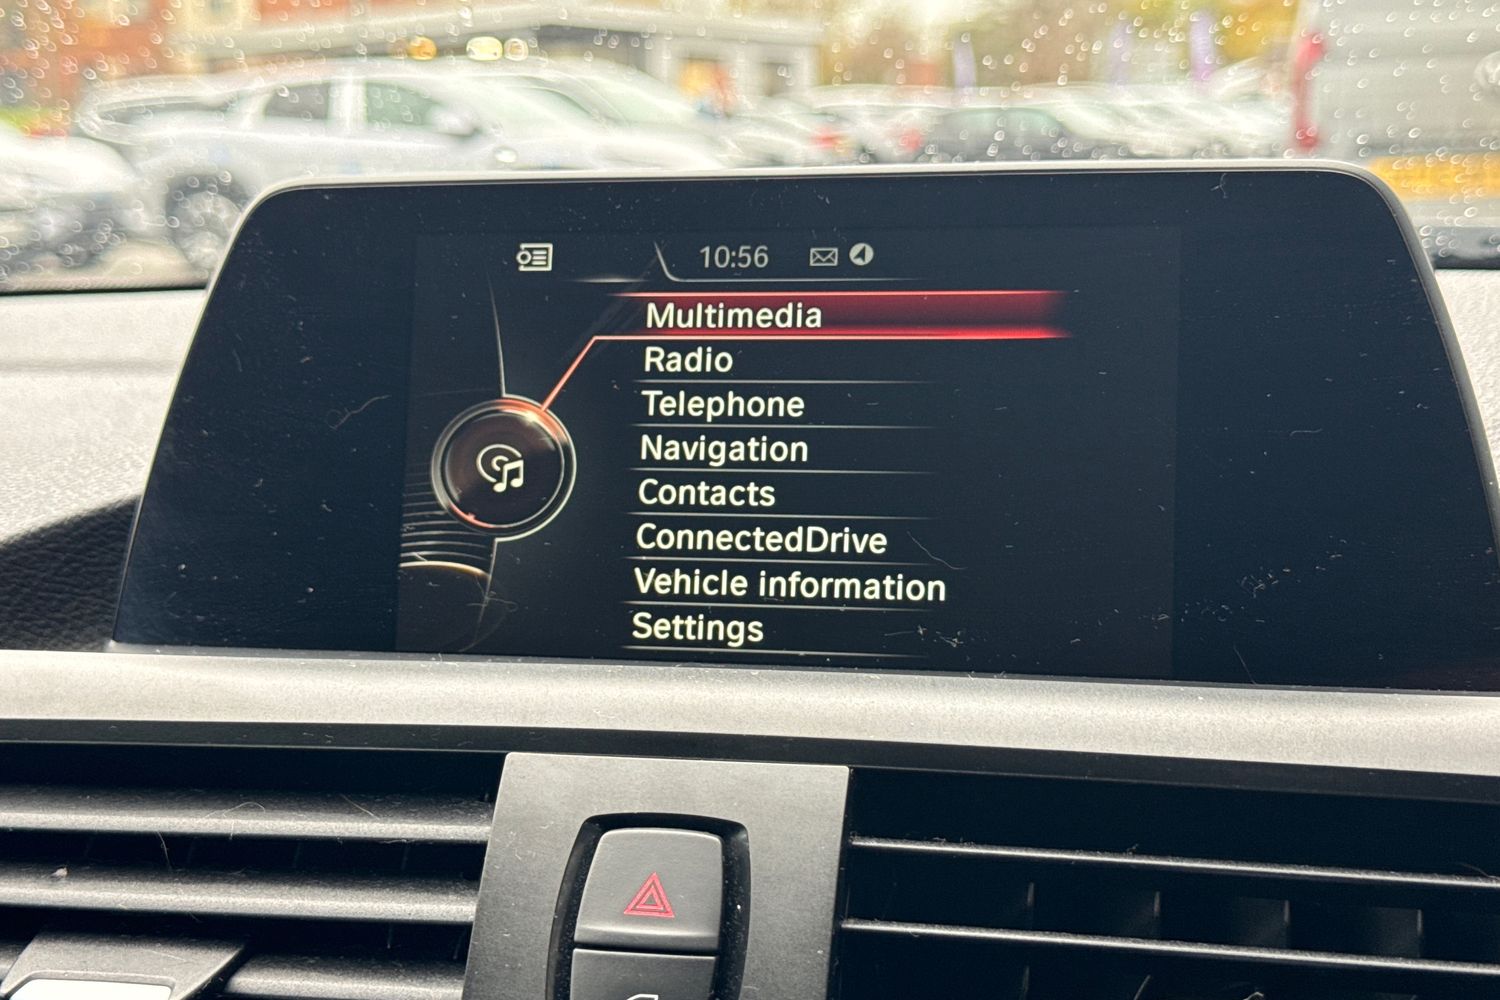 10:56
Multimedia
Radio
Telephone
Navigation
Contacts
ConnectedDrive
Vehicle information
Settings